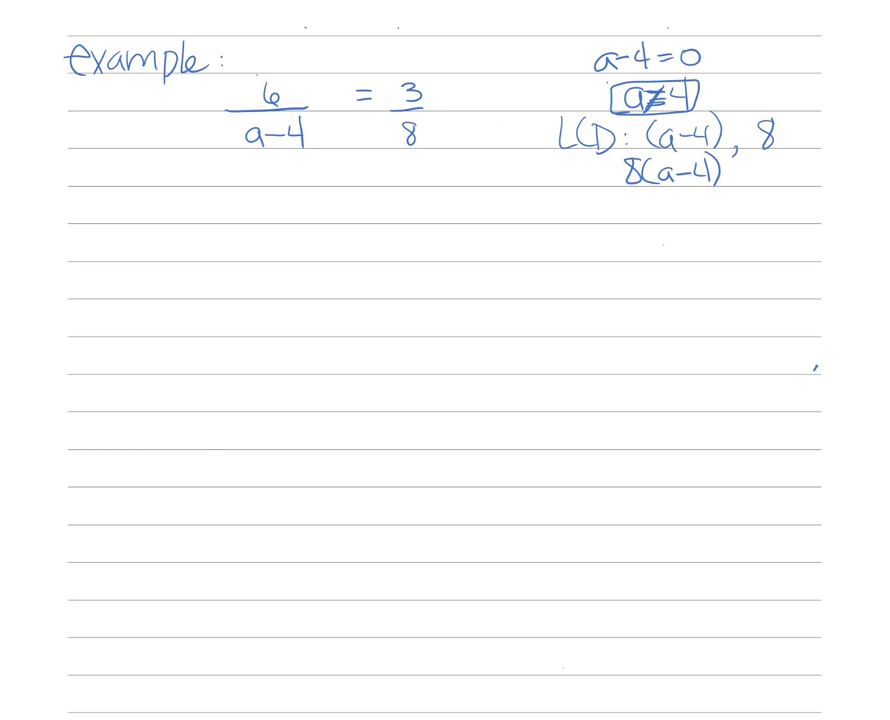 example:
6/(a-4) = 3/8
a-4=0
a≠4
LCD: (a-4), 8
8(a-4)